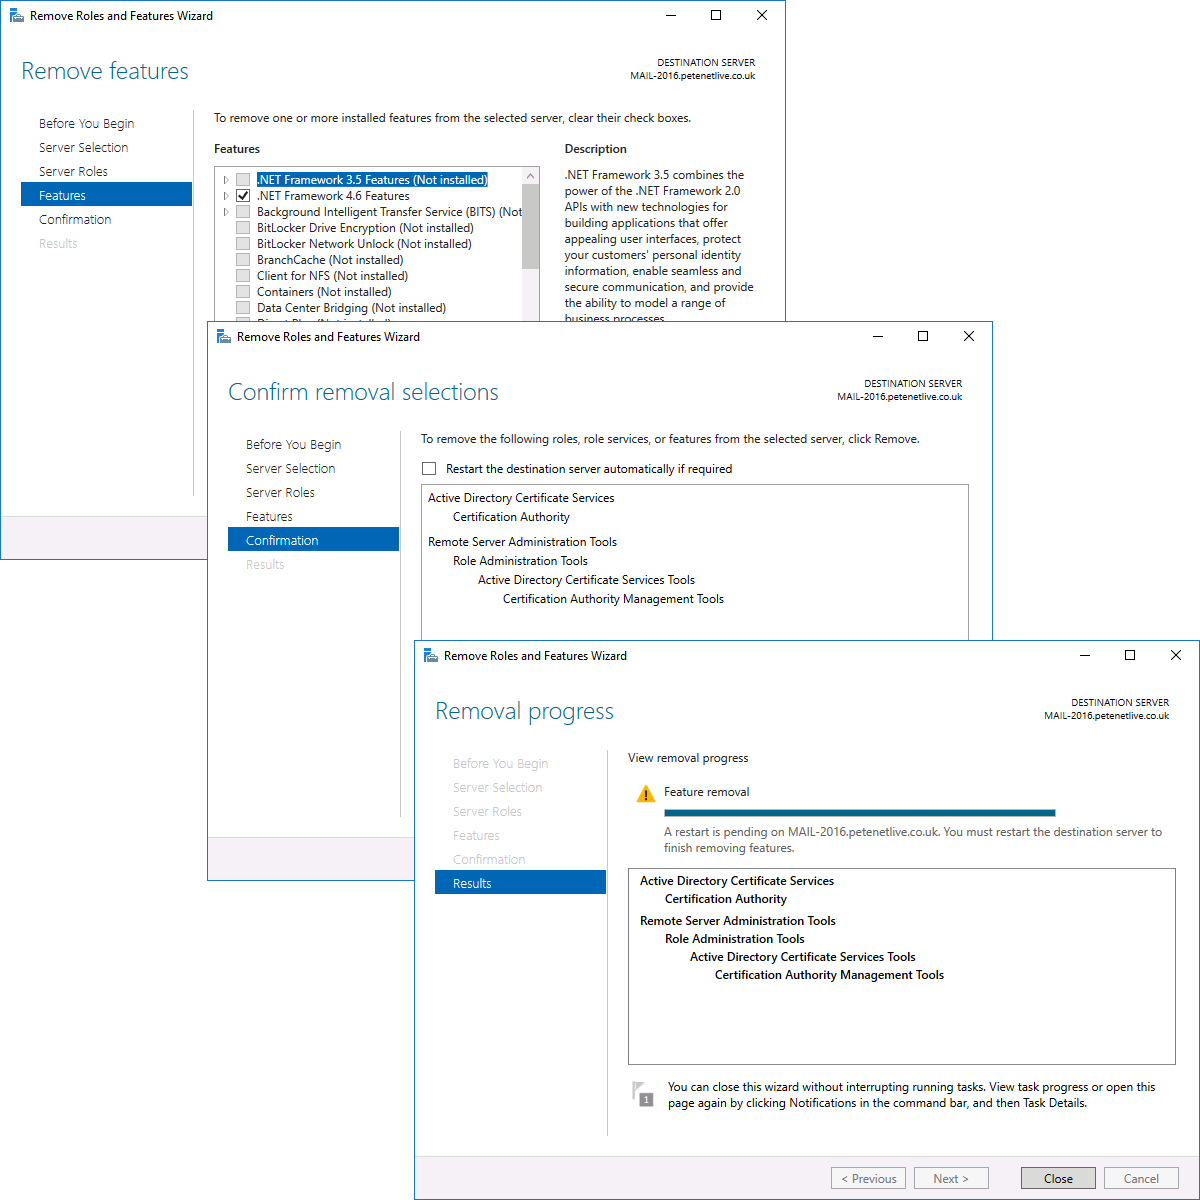 Remove Roles and Features Wizard
Remove features
DESTINATION SERVER
MAIL-2016.petenetlive.co.uk
Before You Begin
Server Selection
Server Roles
Features
Confirmation
Results
To remove one or more installed features from the selected server, clear their check boxes.
Features
.NET Framework 3.5 Features (Not installed)
.NET Framework 4.6 Features
Background Intelligent Transfer Service (BITS) (Not
BitLocker Drive Encryption (Not installed)
BitLocker Network Unlock (Not installed)
BranchCache (Not installed)
Client for NFS (Not installed)
Containers (Not installed)
Data Center Bridging (Not installed)
Description
.NET Framework 3.5 combines the
power of the .NET Framework 2.0
APIs with new technologies for
building applications that offer
appealing user interfaces, protect
your customers' personal identity
information, enable seamless and
secure communication, and provide
the ability to model a range of
business processes.
Remove Roles and Features Wizard
Confirm removal selections
DESTINATION SERVER
MAIL-2016.petenetlive.co.uk
Before You Begin
Server Selection
Server Roles
Features
Confirmation
Results
To remove the following roles, role services, or features from the selected server, click Remove.
Restart the destination server automatically if required
Active Directory Certificate Services
Certification Authority
Remote Server Administration Tools
Role Administration Tools
Active Directory Certificate Services Tools
Certification Authority Management Tools
Remove Roles and Features Wizard
Removal progress
DESTINATION SERVER
MAIL-2016.petenetlive.co.uk
Before You Begin
Server Selection
Server Roles
Features
Confirmation
Results
View removal progress
Feature removal
A restart is pending on MAIL-2016.petenetlive.co.uk. You must restart the destination server to
finish removing features.
Active Directory Certificate Services
Certification Authority
Remote Server Administration Tools
Role Administration Tools
Active Directory Certificate Services Tools
Certification Authority Management Tools
1
You can close this wizard without interrupting running tasks. View task progress or open this
page again by clicking Notifications in the command bar, and then Task Details.
< Previous
Next >
Close
Cancel